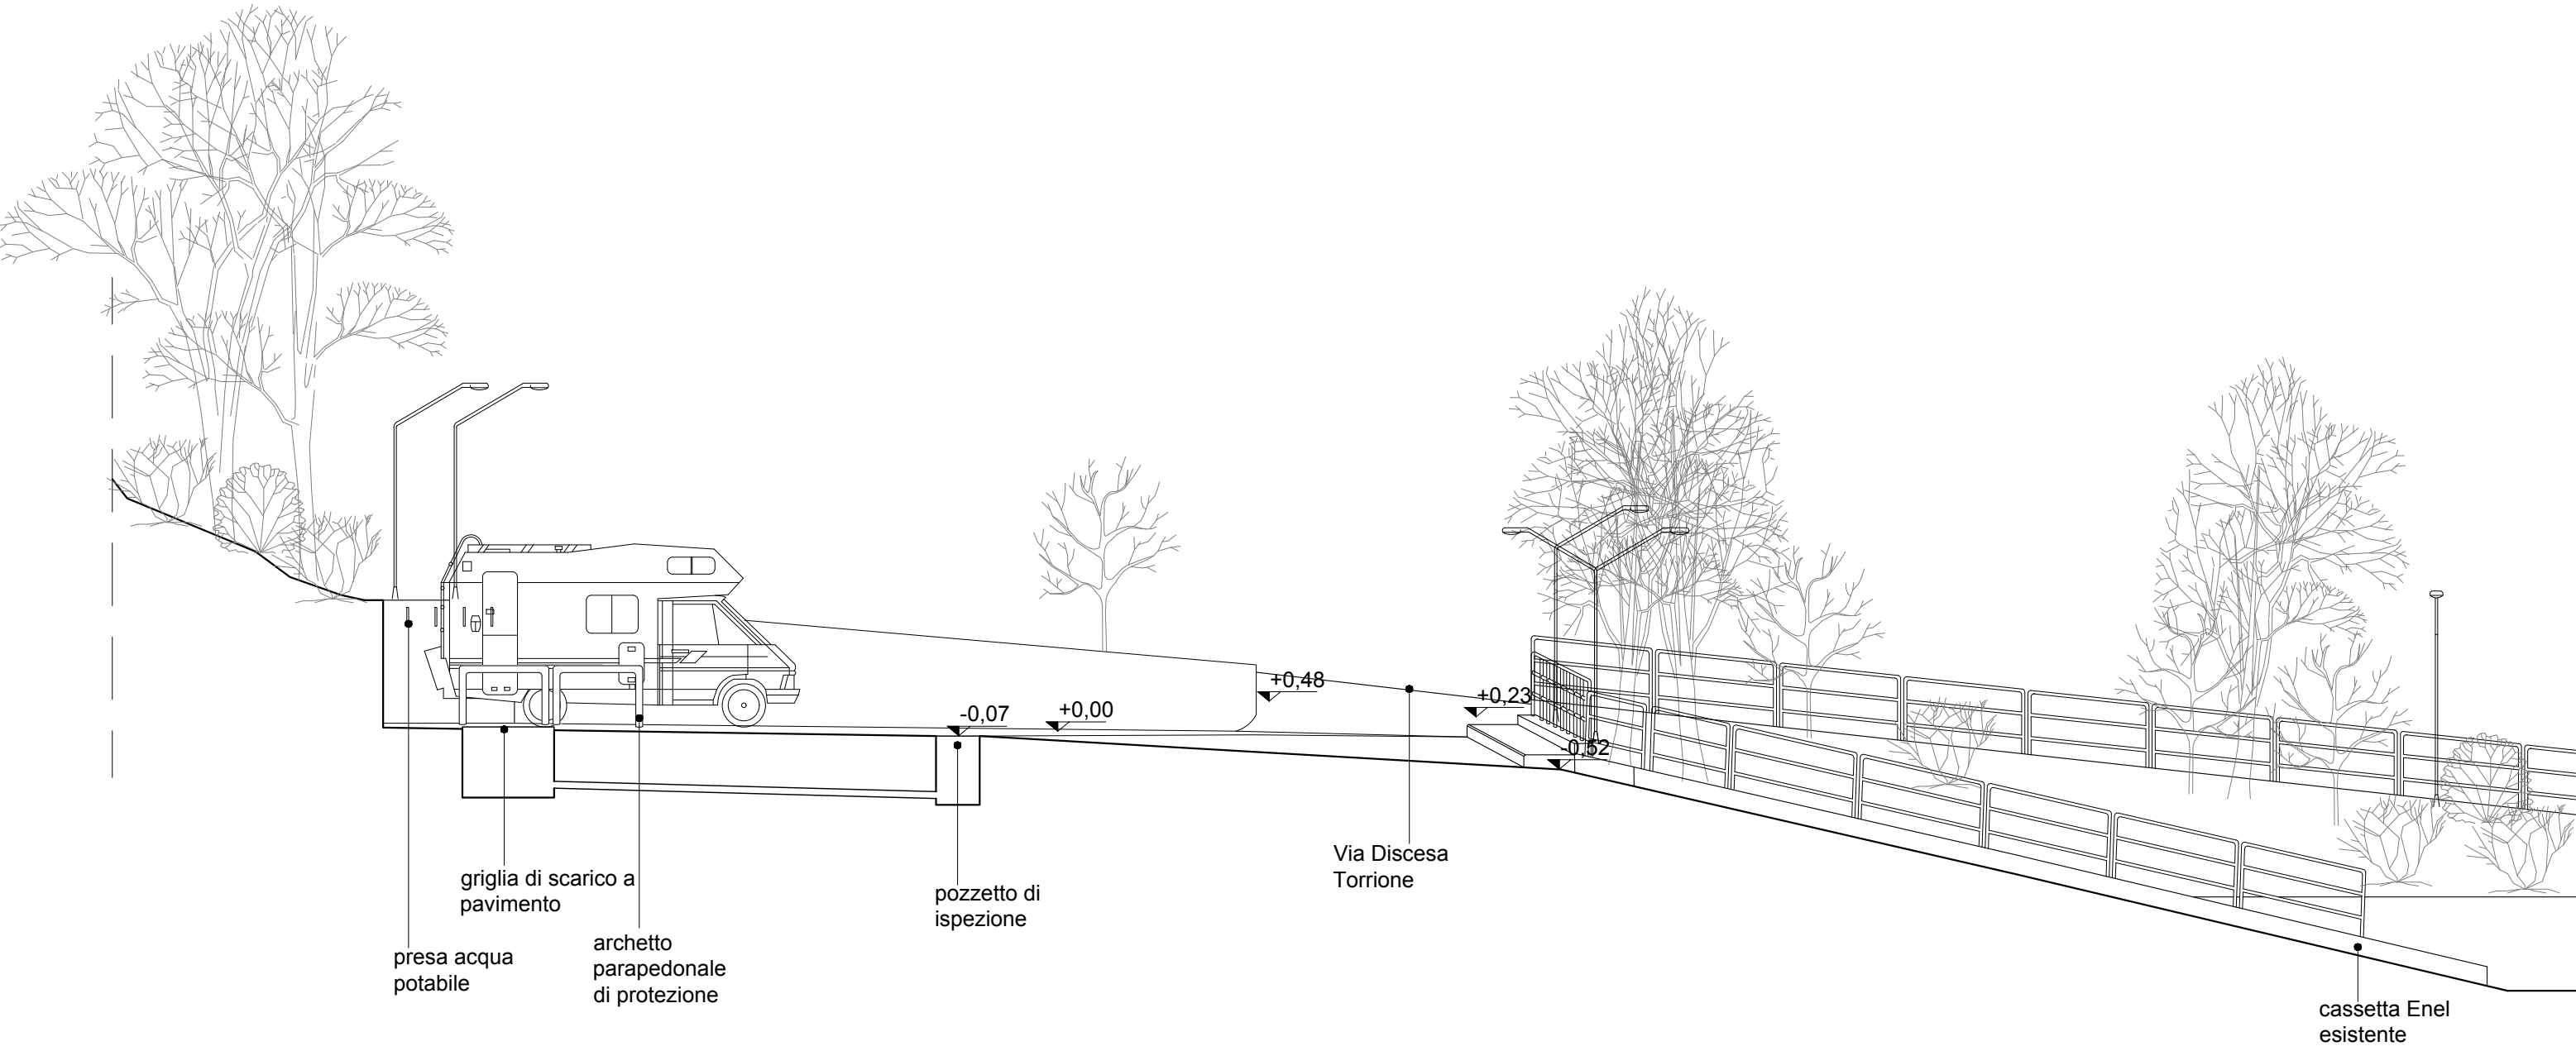 +0,48
+0,23
-0,07
+0,00
-0,52
Via Discesa
Torrione
griglia di scarico a
pavimento
pozzetto di
ispezione
archetto
parapedonale
di protezione
presa acqua
potabile
cassetta Enel
esistente